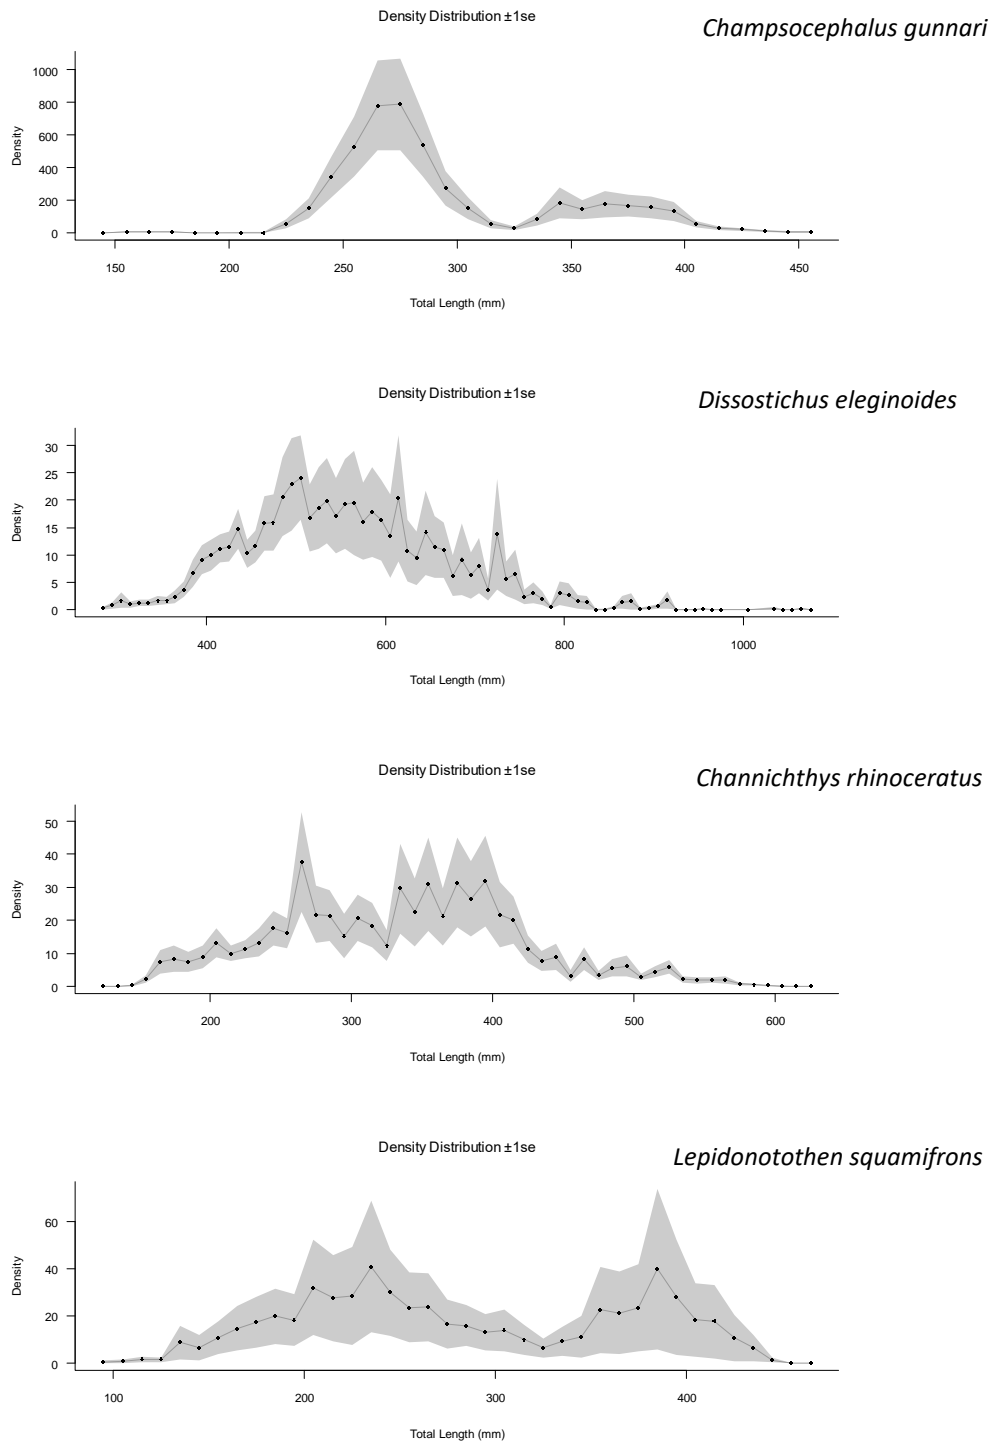 Density Distribution ±1se
Champsocephalus gunnari
1000
800
600
400
200
0
Density
150 200 250 300 350 400 450
Total Length (mm)
Density Distribution ±1se
Dissostichus eleginoides
30
25
20
15
10
5
0
Density
400 600 800 1000
Total Length (mm)
Density Distribution ±1se
Channichthys rhinoceratus
50
40
30
20
10
0
Density
200 300 400 500 600
Total Length (mm)
Density Distribution ±1se
Lepidonotothen squamifrons
60
40
20
0
Density
100 200 300 400
Total Length (mm)